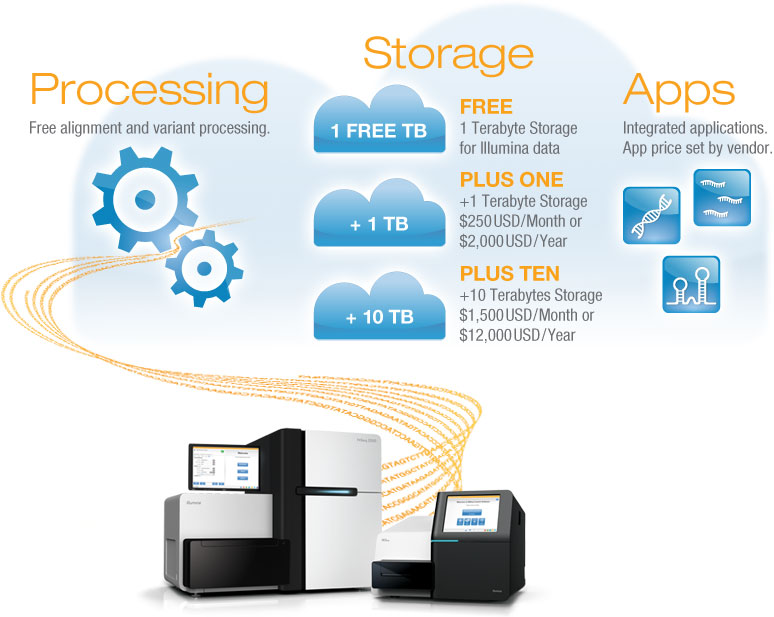 Processing
Free alignment and variant processing.
Storage
1 FREE TB
FREE
1 Terabyte Storage
for Illumina data
+ 1 TB
PLUS ONE
+1 Terabyte Storage
$250 USD/Month or
$2,000 USD/Year
+ 10 TB
PLUS TEN
+10 Terabytes Storage
$1,500 USD/Month or
$12,000 USD/Year
Apps
Integrated applications.
App price set by vendor.
illumina